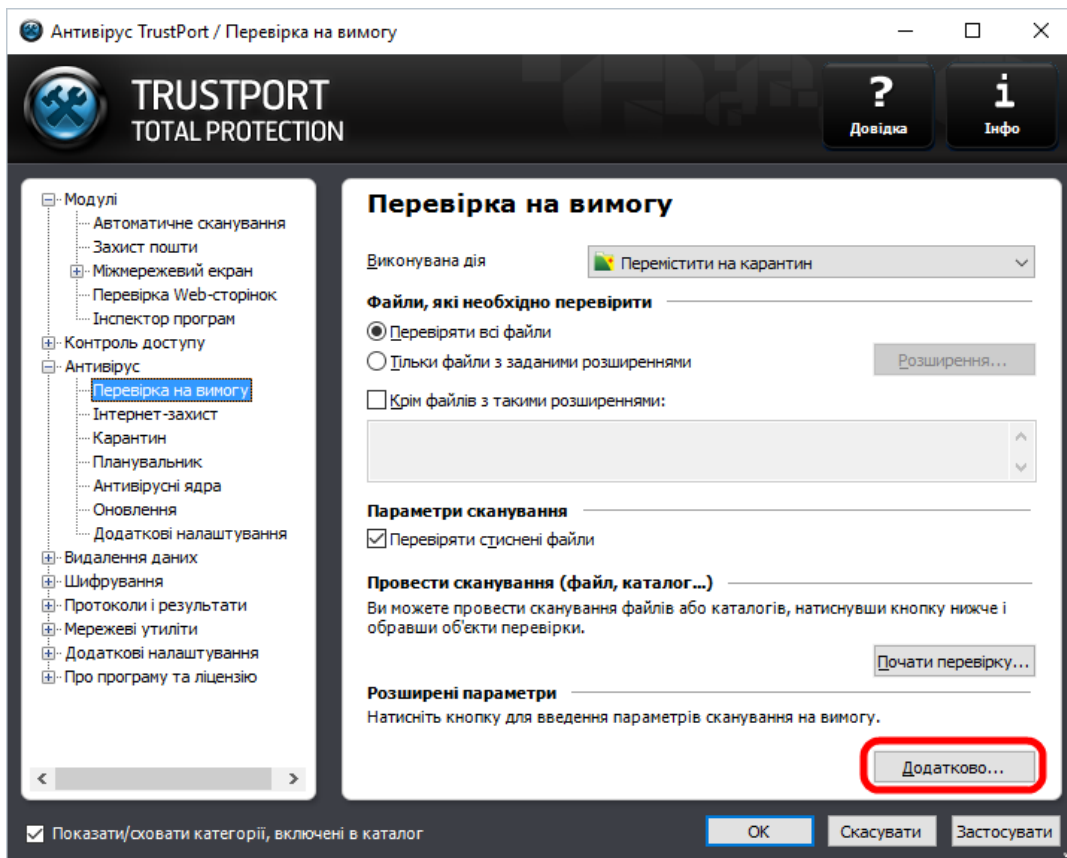 Антивірус TrustPort / Перевірка на вимогу
TRUSTPORT
TOTAL PROTECTION
?
Довідка
i
Інфо
Модулі
Автоматичне сканування
Захист пошти
Міжмережевий екран
Перевірка Web-сторінок
Інспектор програм
Контроль доступу
Антивірус
Перевірка на вимогу
Інтернет-захист
Карантин
Планувальник
Антивірусні ядра
Оновлення
Додаткові налаштування
Видалення даних
Шифрування
Протоколи і результати
Мережеві утиліти
Додаткові налаштування
Про програму та ліцензію
Перевірка на вимогу
Виконувана дія
Перемістити на карантин
Файли, які необхідно перевірити
Перевіряти всі файли
Тільки файли з заданими розширеннями
Розширення...
Крім файлів з такими розширеннями:
Параметри сканування
Перевіряти стиснені файли
Провести сканування (файл, каталог...)
Ви можете провести сканування файлів або каталогів, натиснувши кнопку нижче і
обравши об'єкти перевірки.
Почати перевірку...
Розширені параметри
Натисніть кнопку для введення параметрів сканування на вимогу.
Додатково...
Показати/сховати категорії, включені в каталог
OK
Скасувати
Застосувати